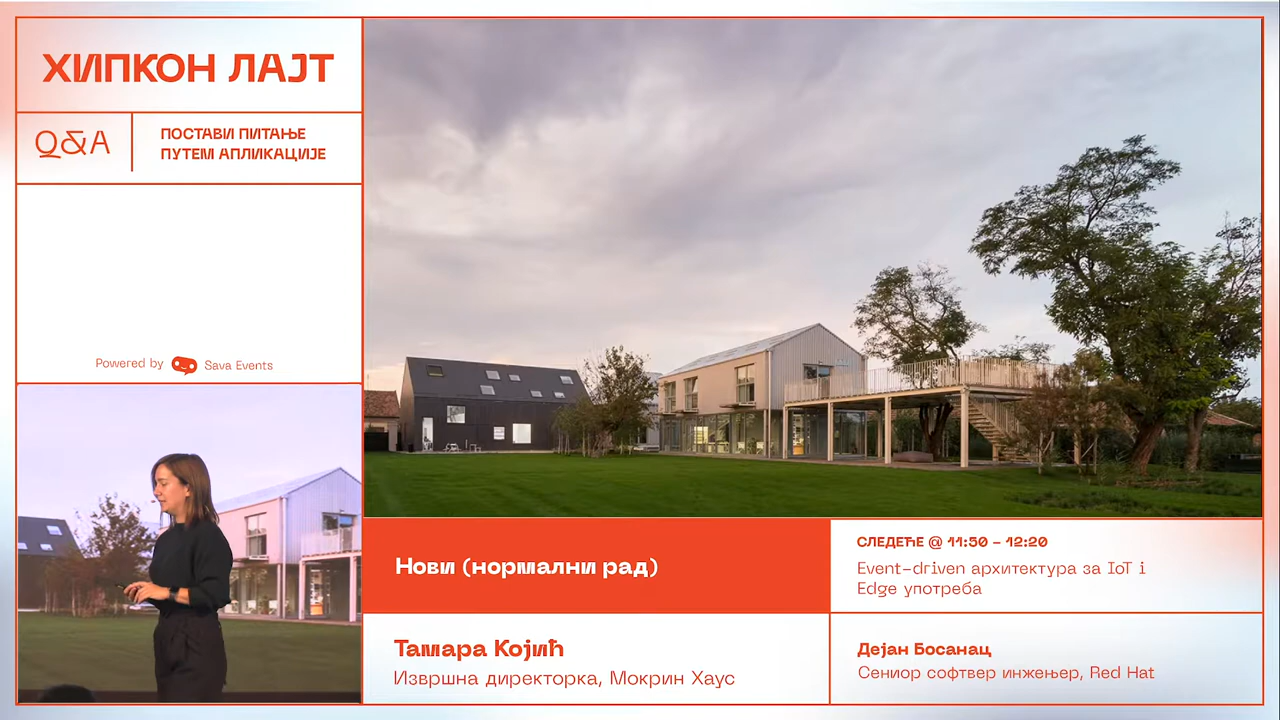 ХИПКОН ЛАЈТ
Q&A
ПОСТАВИ ПИТАЊЕ
ПУТЕМ АПЛИКАЦИЈЕ
Powered by Sava Events
Нови (нормални рад)
Тамара Којић
Извршна директорка, Мокрин Хаус
СЛЕДЕЋЕ @ 11:50 - 12:20
Event-driven архитектура за IoT i
Edge употреба
Дејан Босанац
Сениор софтвер инжењер, Red Hat